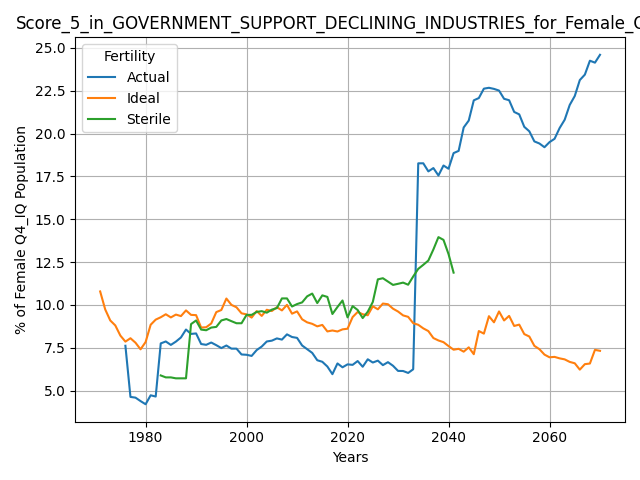 Score_5_in_GOVERNMENT_SUPPORT_DECLINING_INDUSTRIES_for_Female_
Fertility
Actual
Ideal
Sterile
% of Female Q4_IQ Population
25.0
22.5
20.0
17.5
15.0
12.5
10.0
7.5
5.0
1980 2000 2020 2040 2060
Years